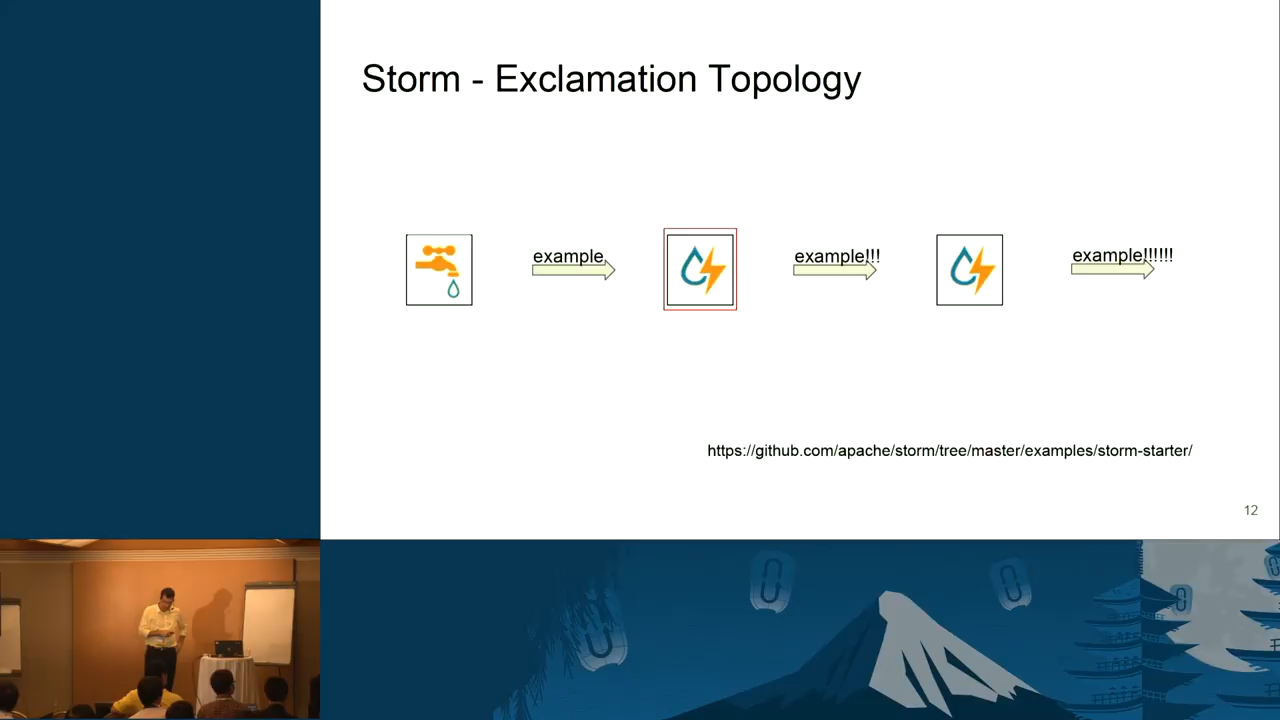 Storm - Exclamation Topology
example
example!!!
example!!!!!!
https://github.com/apache/storm/tree/master/examples/storm-starter/
12